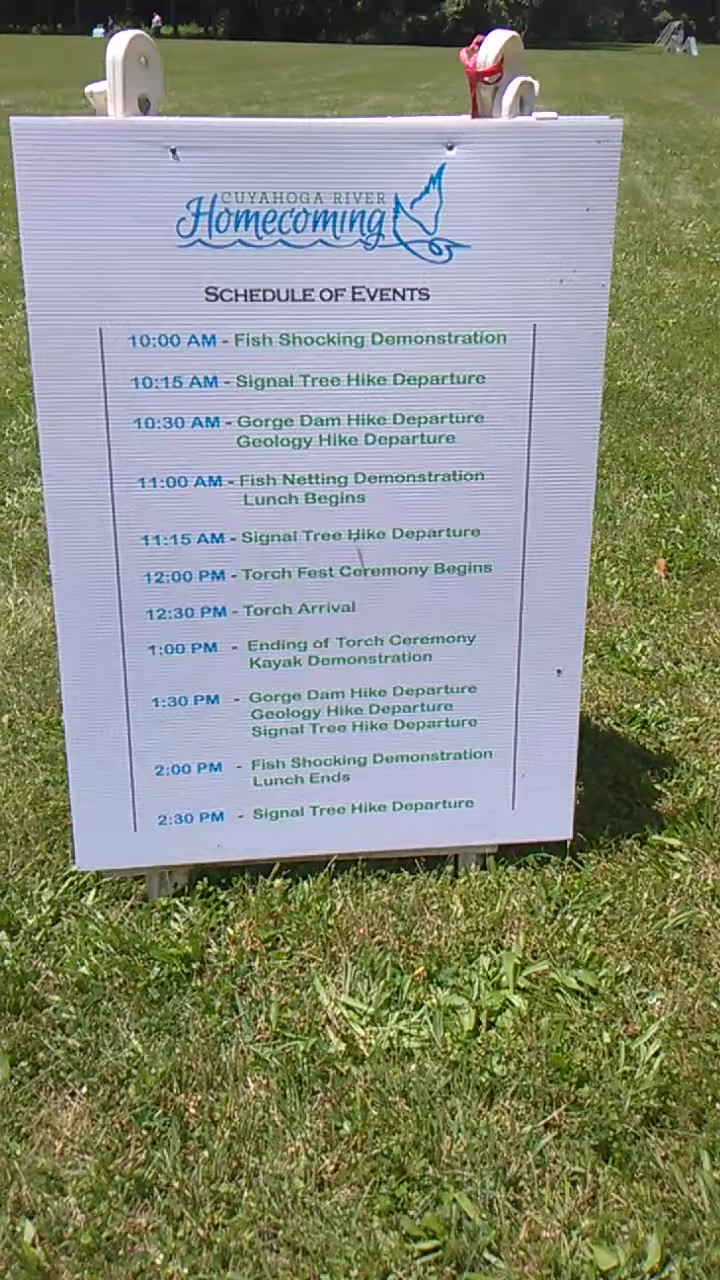 CUYAHOGA RIVER
Homecoming
SCHEDULE OF EVENTS
10:00 AM - Fish Shocking Demonstration
10:15 AM - Signal Tree Hike Departure
10:30 AM - Gorge Dam Hike Departure
Geology Hike Departure
11:00 AM - Fish Netting Demonstration
Lunch Begins
11:15 AM - Signal Tree Hike Departure
12:00 PM - Torch Fest Ceremony Begins
12:30 PM - Torch Arrival
1:00 PM - Ending of Torch Ceremony
Kayak Demonstration
1:30 PM - Gorge Dam Hike Departure
Geology Hike Departure
Signal Tree Hike Departure
2:00 PM - Fish Shocking Demonstration
Lunch Ends
2:30 PM - Signal Tree Hike Departure